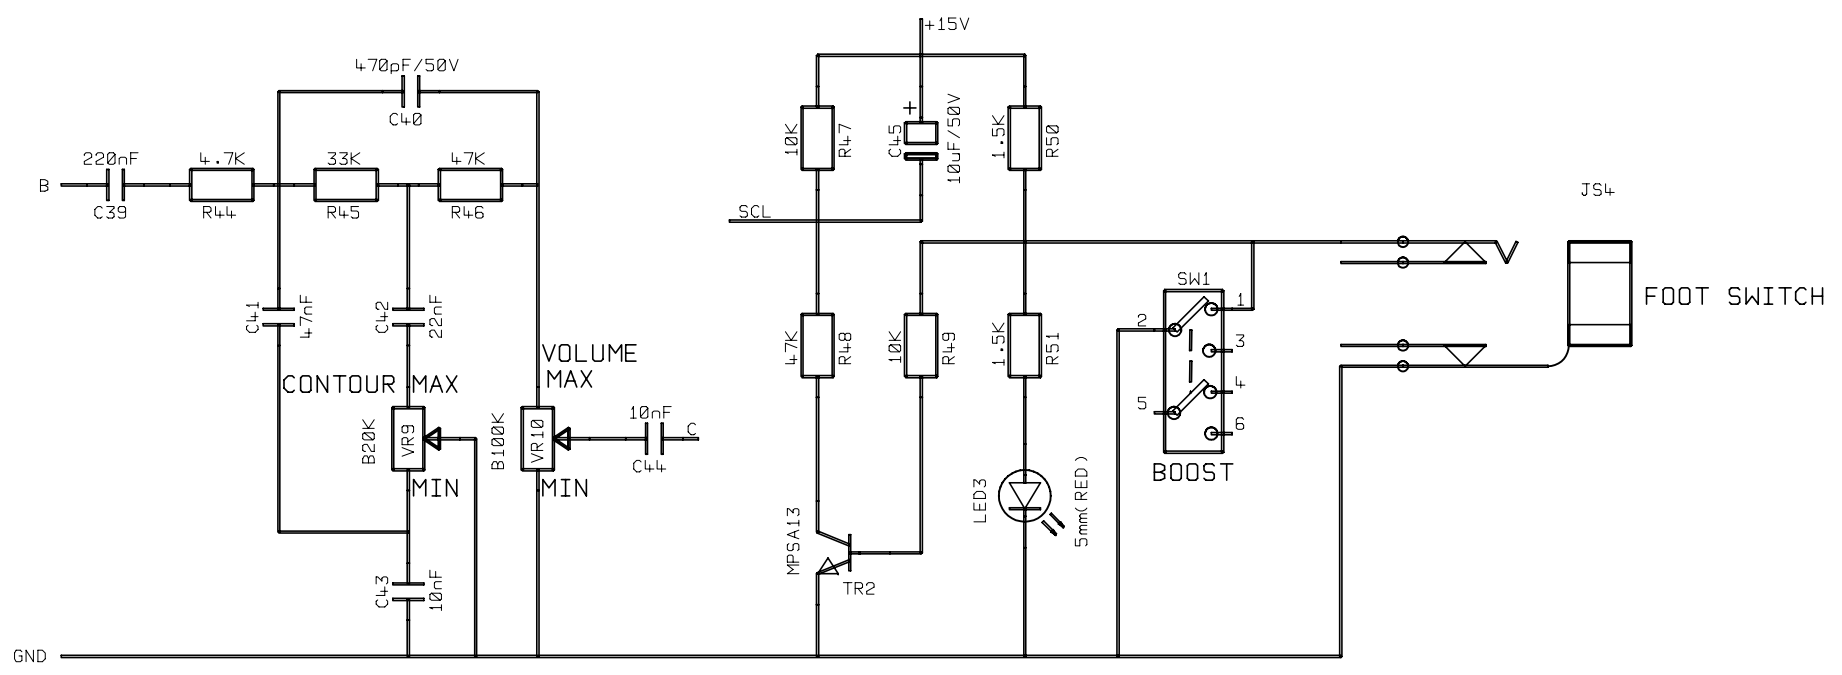 +15V
470pF/50V
C40
220nF
4.7K
33K
47K
B
C39
R44
R45
R46
10K
R47
+
C45
10uF/50V
1.5K
R50
SCL
JS4
FOOT SWITCH
SW1
1
2
3
4
5
6
BOOST
C41
47nF
C42
22nF
47K
R48
10K
R49
1.5K
R51
VOLUME
MAX
CONTOUR MAX
B20K
VR9
B100K
VR10
10nF
C
C44
MIN
MIN
LED3
5mm(RED)
MPSA13
TR2
C43
10nF
GND